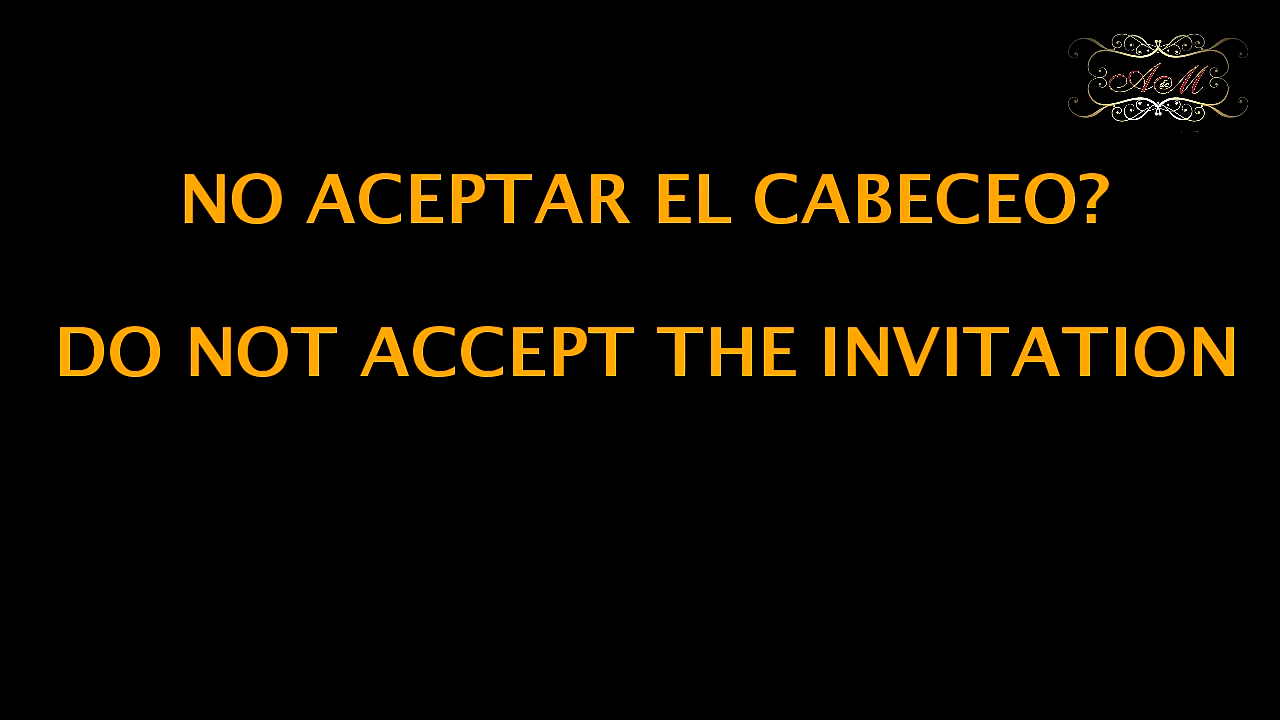 A&M
NO ACEPTAR EL CABECEO?
DO NOT ACCEPT THE INVITATION